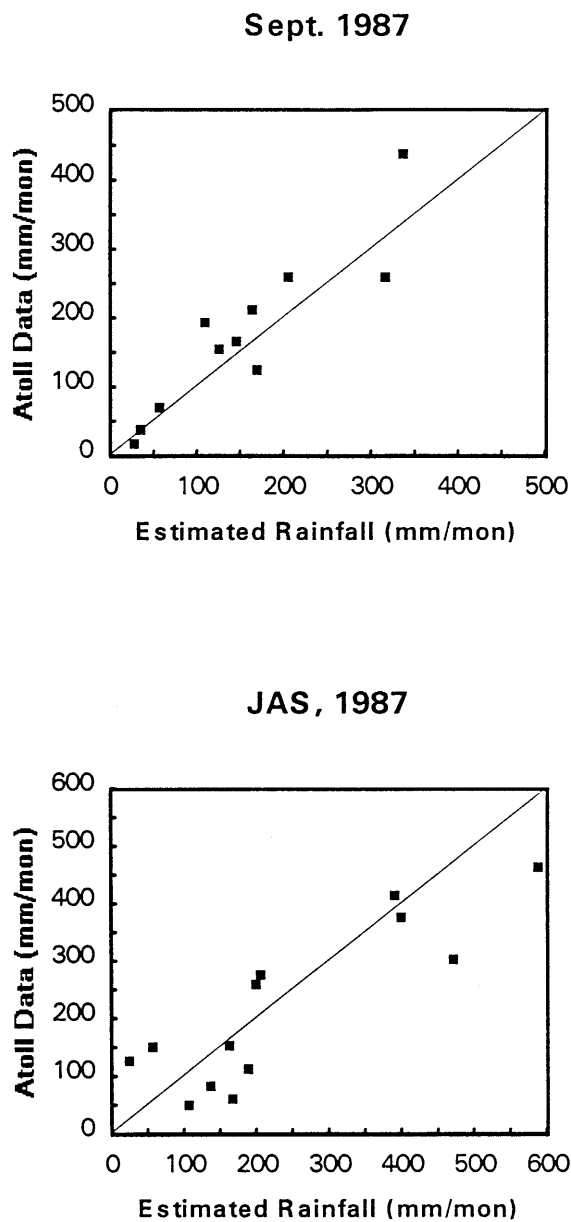 Sept. 1987
500
400
300
200
100
0
Atoll Data (mm/mon)
0 100 200 300 400 500
Estimated Rainfall (mm/mon)
JAS, 1987
600
500
400
300
200
100
0
Atoll Data (mm/mon)
0 100 200 300 400 500 600
Estimated Rainfall (mm/mon)